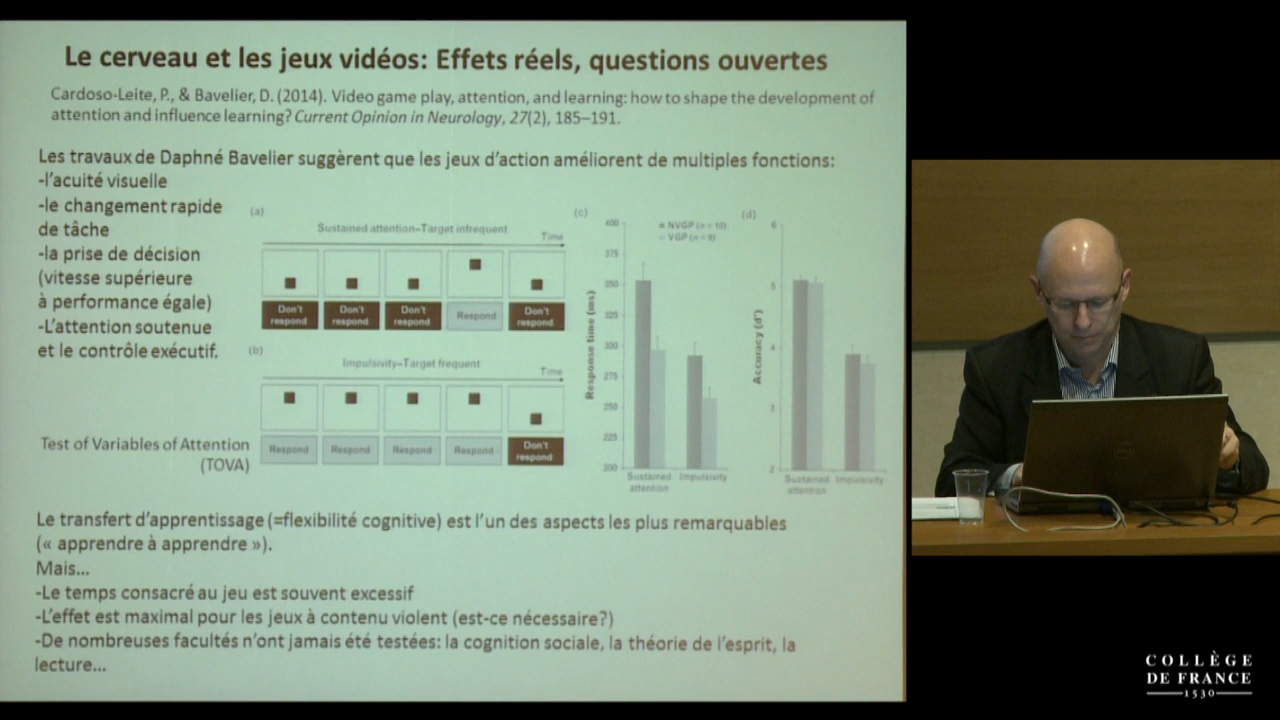 Le cerveau et les jeux vidéos: Effets réels, questions ouvertes
Cardoso-Leite, P., & Bavelier, D. (2014). Video game play, attention, and learning: how to shape the development of
attention and influence learning? Current Opinion in Neurology, 27(2), 185–191.
Les travaux de Daphné Bavelier suggèrent que les jeux d'action améliorent de multiples fonctions:
-l'acuité visuelle
-le changement rapide
de tâche
-la prise de décision
(vitesse supérieure
à performance égale)
-L'attention soutenue
et le contrôle exécutif.
Test of Variables of Attention
(TOVA)
(a)
Sustained attention–Target infrequent
Time
Don't respond
Don't respond
Don't respond
Respond
Don't respond
(b)
Impulsivity–Target frequent
Time
Respond
Respond
Respond
Respond
Don't respond
(c)
NVGP (n = 10)
VGP (n = 9)
Response time (ms)
400
375
350
325
300
275
250
225
200
Sustained attention
Impulsivity
(d)
Accuracy (d')
6
5
4
3
2
Sustained attention
Impulsivity
Le transfert d'apprentissage (=flexibilité cognitive) est l'un des aspects les plus remarquables
(« apprendre à apprendre »).
Mais...
-Le temps consacré au jeu est souvent excessif
-L'effet est maximal pour les jeux à contenu violent (est-ce nécessaire?)
-De nombreuses facultés n'ont jamais été testées: la cognition sociale, la théorie de l'esprit, la
lecture...
COLLÈGE
DE FRANCE
1530